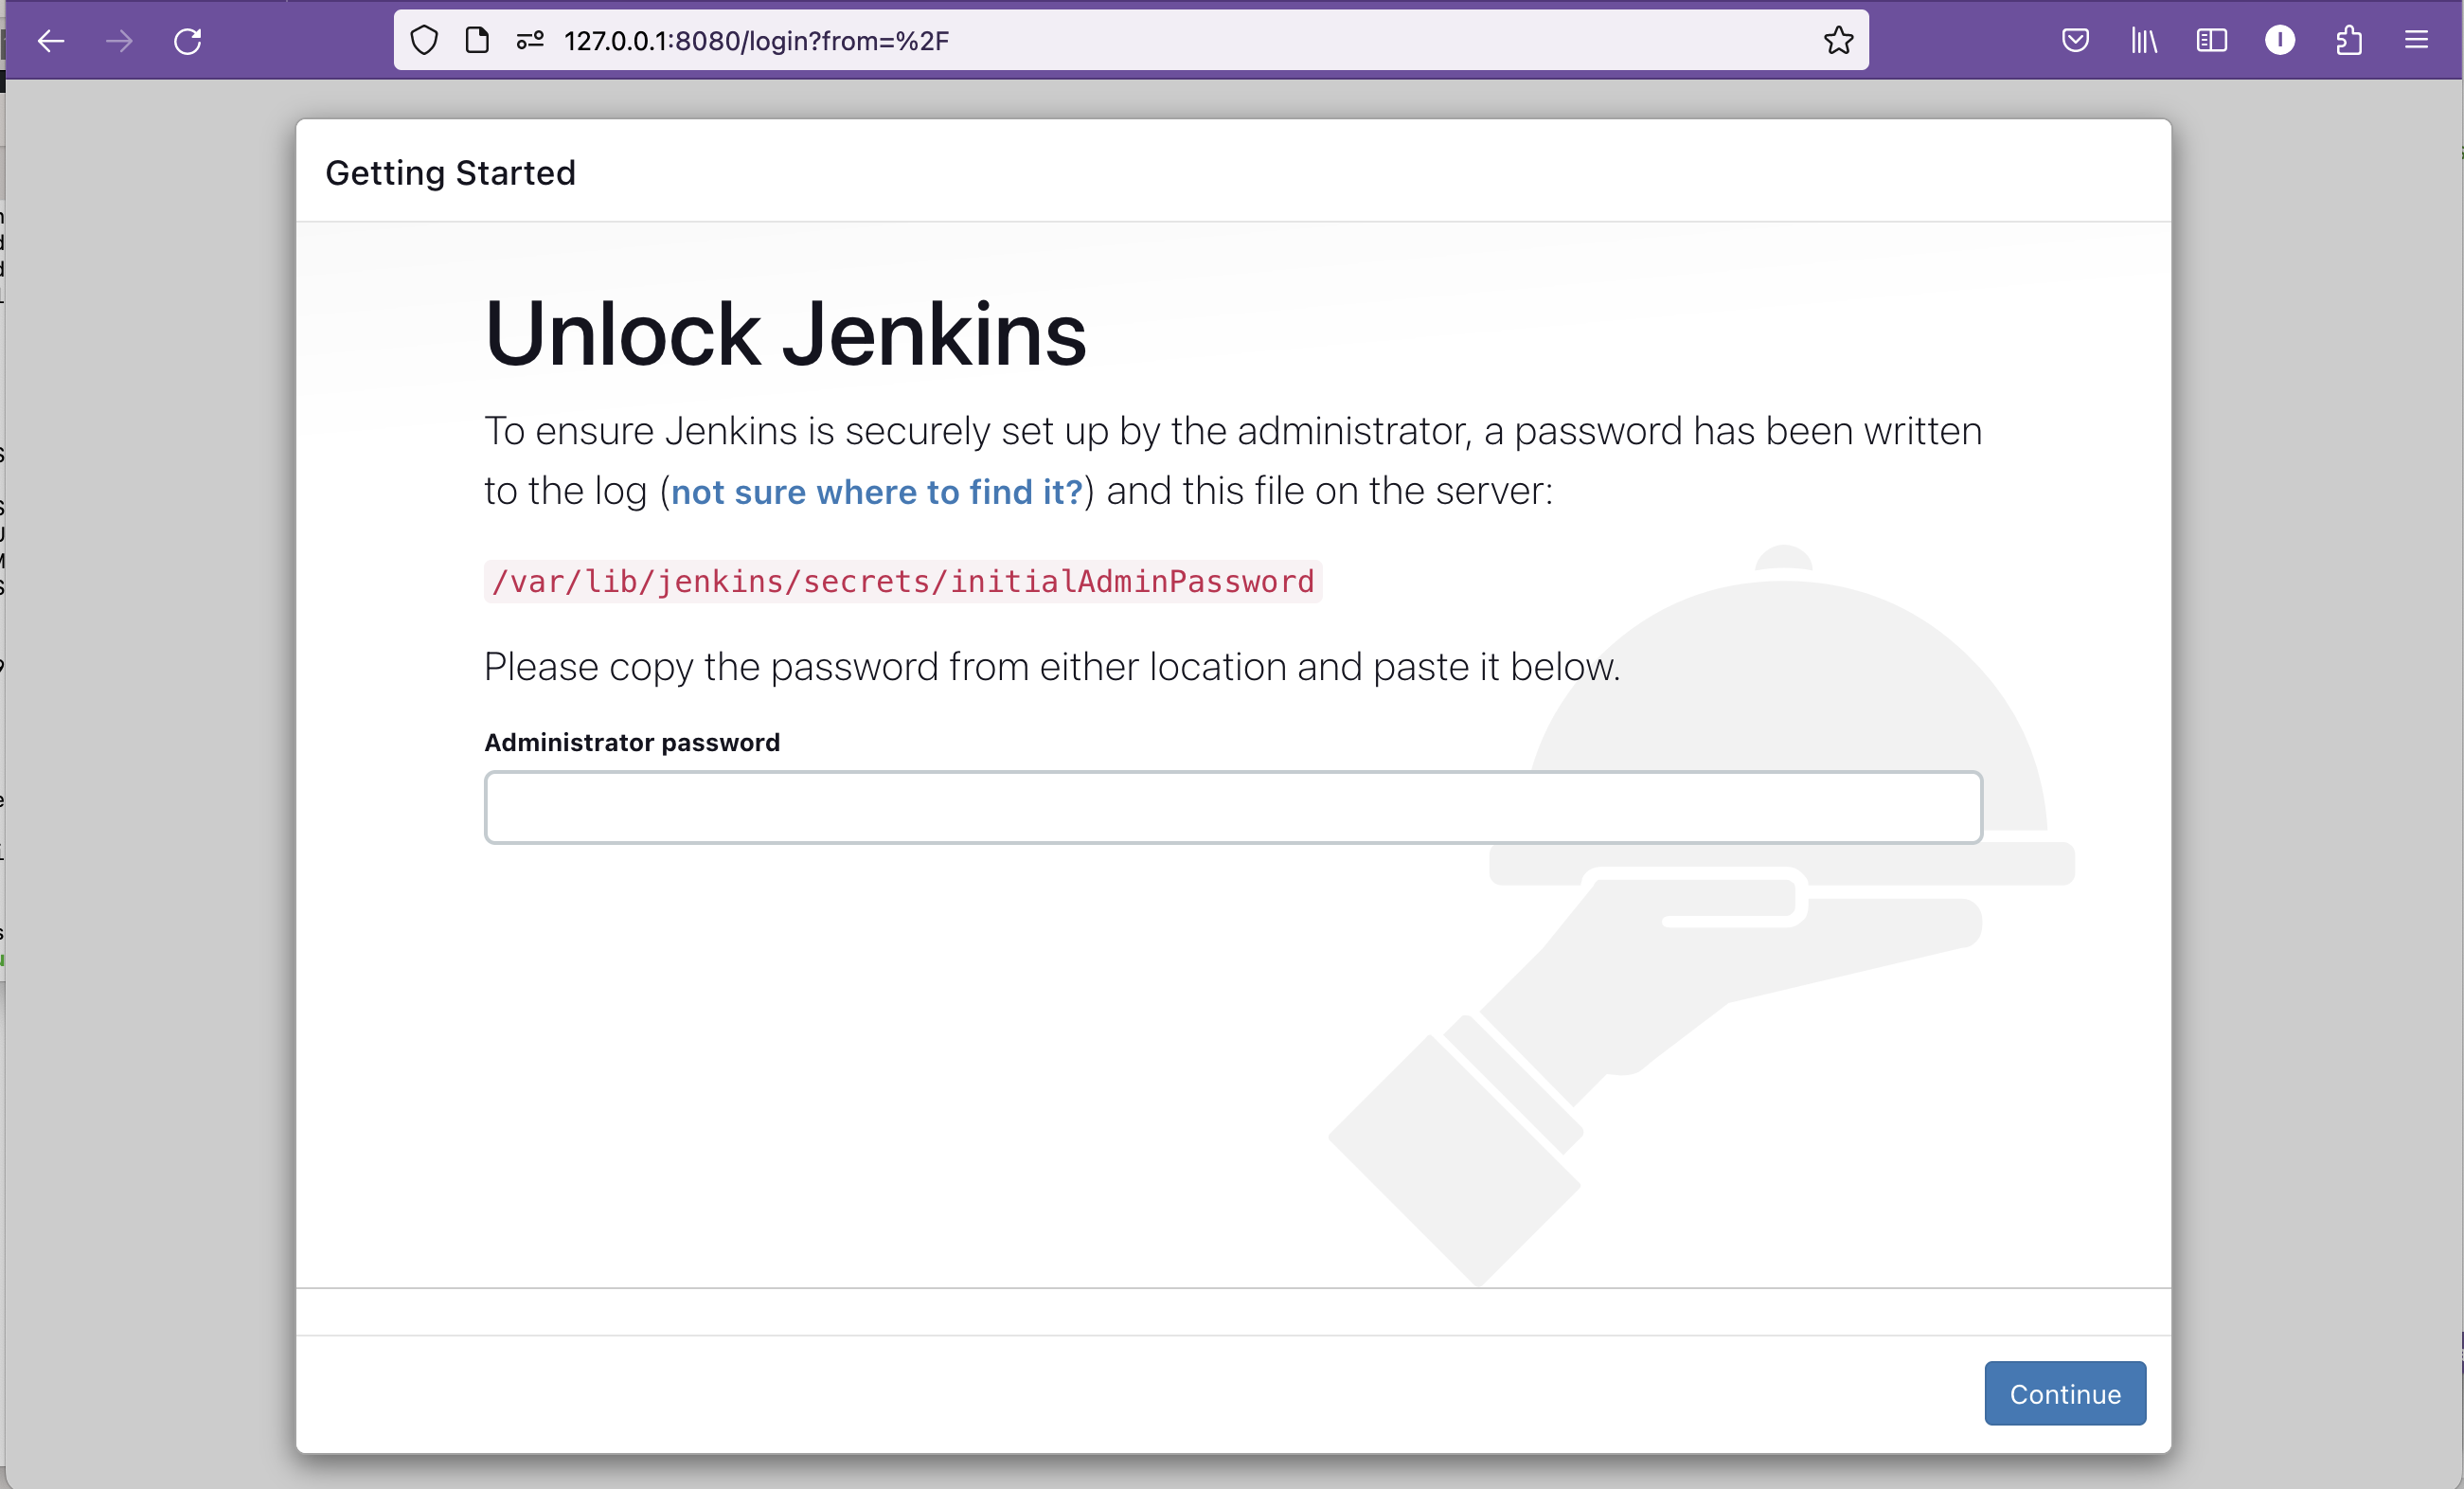 127.0.0.1:8080/login?from=%2F
Getting Started
Unlock Jenkins
To ensure Jenkins is securely set up by the administrator, a password has been written
to the log (not sure where to find it?) and this file on the server:
/var/lib/jenkins/secrets/initialAdminPassword
Please copy the password from either location and paste it below.
Administrator password
Continue